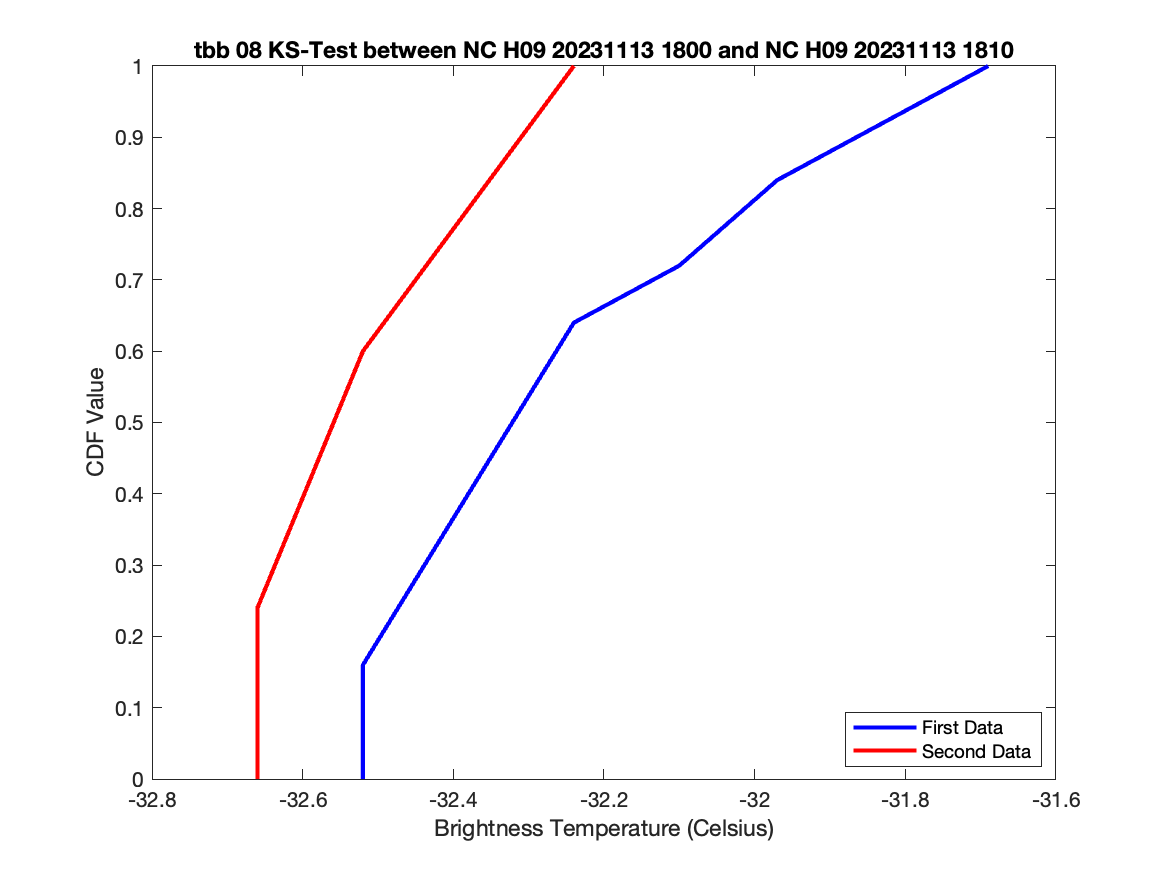 tbb 08 KS-Test between NC H09 20231113 1800 and NC H09 20231113 1810
1
0.9
0.8
0.7
0.6
0.5
0.4
0.3
0.2
0.1
0
CDF Value
-32.8 -32.6 -32.4 -32.2 -32 -31.8 -31.6
Brightness Temperature (Celsius)
First Data
Second Data